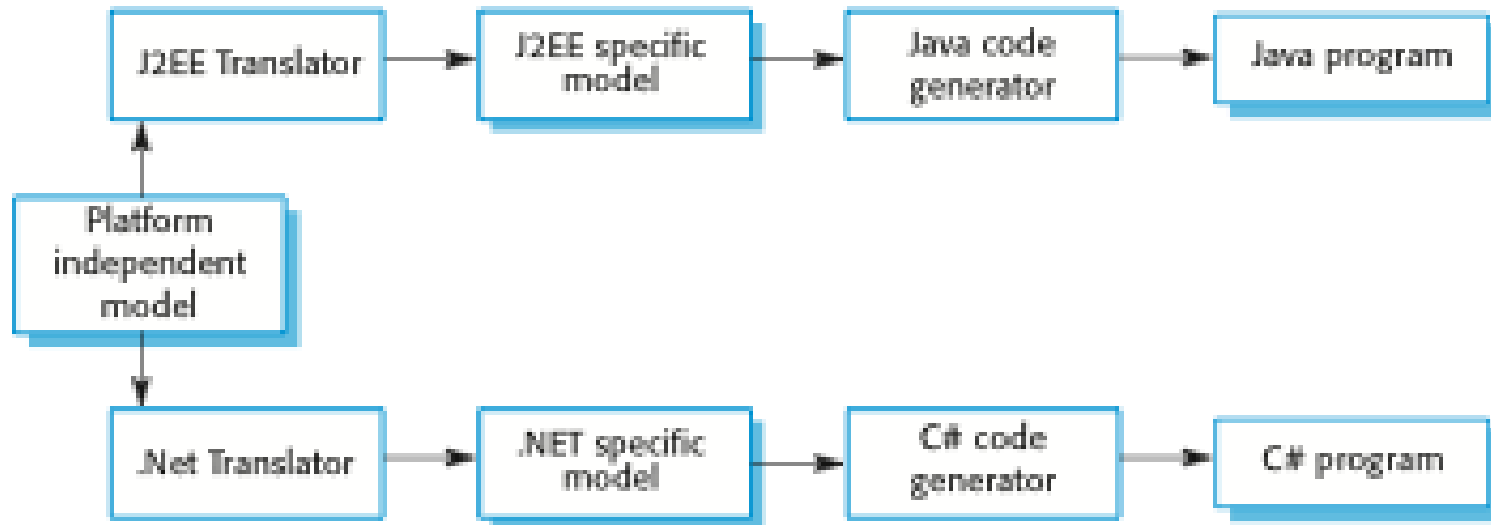 J2EE Translator
J2EE specific
model
Java code
generator
Java program
Platform
independent
model
.Net Translator
.NET specific
model
C# code
generator
C# program